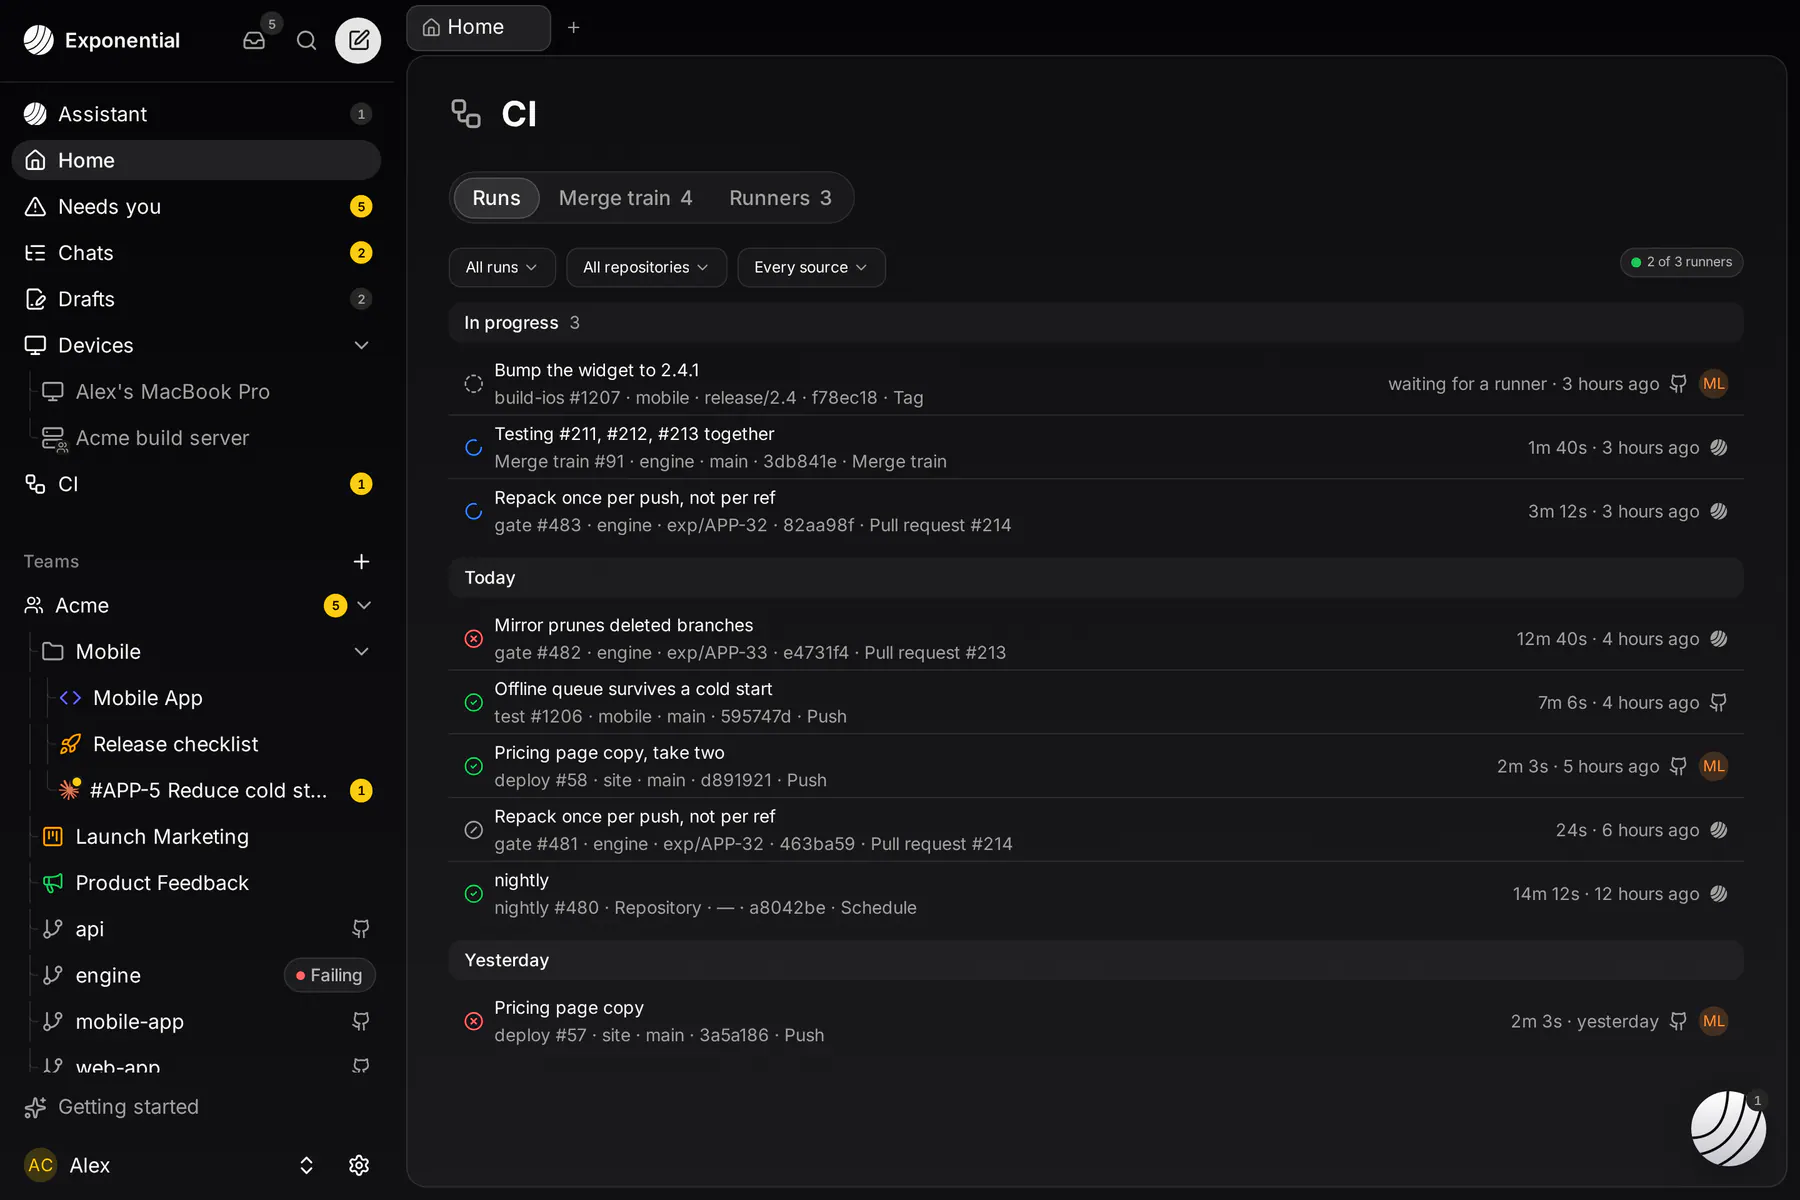 Exponential
5
Assistant
1
Home
Needs you
5
Chats
2
Drafts
2
Devices
Alex's MacBook Pro
Acme build server
CI
1
Teams
Acme
5
Mobile
Mobile App
Release checklist
#APP-5 Reduce cold st...
1
Launch Marketing
Product Feedback
api
engine
Failing
mobile-app
web-app
Getting started
AC
Alex
Home
CI
Runs
Merge train 4
Runners 3
All runs
All repositories
Every source
2 of 3 runners
In progress 3
Bump the widget to 2.4.1
build-ios #1207 · mobile · release/2.4 · f78ec18 · Tag
waiting for a runner · 3 hours ago
ML
Testing #211, #212, #213 together
Merge train #91 · engine · main · 3db841e · Merge train
1m 40s · 3 hours ago
Repack once per push, not per ref
gate #483 · engine · exp/APP-32 · 82aa98f · Pull request #214
3m 12s · 3 hours ago
Today
Mirror prunes deleted branches
gate #482 · engine · exp/APP-33 · e4731f4 · Pull request #213
12m 40s · 4 hours ago
Offline queue survives a cold start
test #1206 · mobile · main · 595747d · Push
7m 6s · 4 hours ago
Pricing page copy, take two
deploy #58 · site · main · d891921 · Push
2m 3s · 5 hours ago
ML
Repack once per push, not per ref
gate #481 · engine · exp/APP-32 · 463ba59 · Pull request #214
24s · 6 hours ago
nightly
nightly #480 · Repository · — · a8042be · Schedule
14m 12s · 12 hours ago
Yesterday
Pricing page copy
deploy #57 · site · main · 3a5a186 · Push
2m 3s · yesterday
ML
1